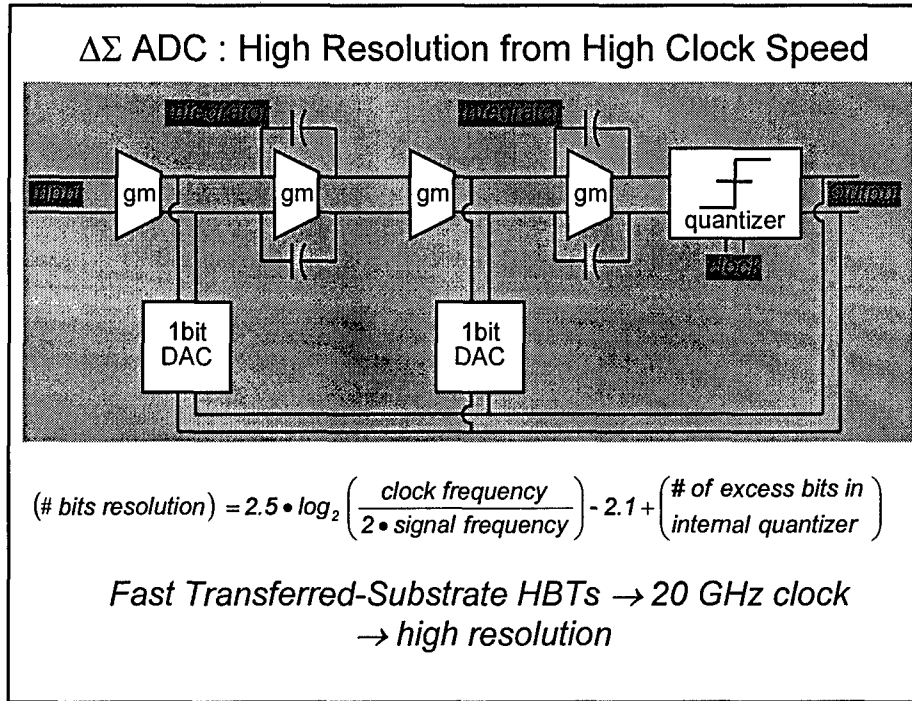 ΔΣ ADC : High Resolution from High Clock Speed
integrator
integrator
input
gm
gm
gm
gm
quantizer
output
clock
1bit
DAC
1bit
DAC
(# bits resolution) = 2.5 • log₂ (clock frequency / 2 • signal frequency) - 2.1 + (# of excess bits in
internal quantizer)
Fast Transferred-Substrate HBTs → 20 GHz clock
→ high resolution